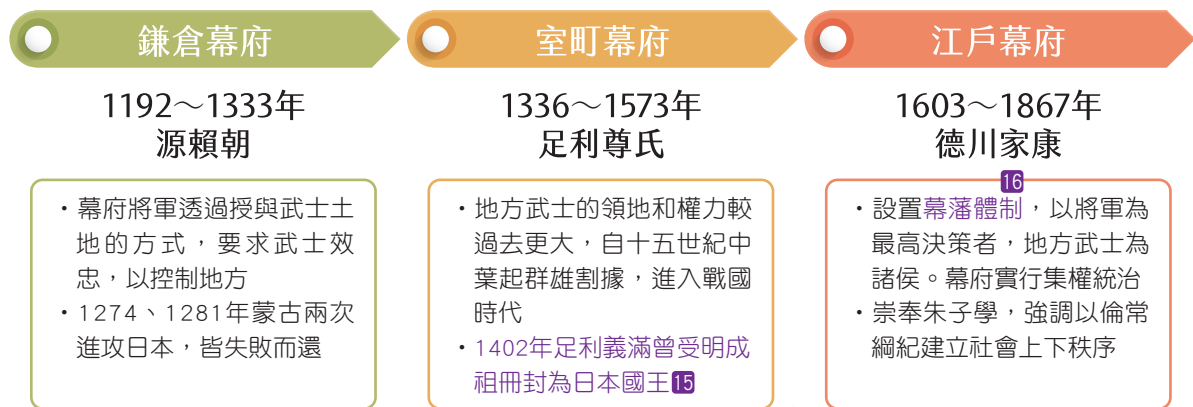 鎌倉幕府
1192～1333年
源賴朝
・幕府將軍透過授與武士土
地的方式，要求武士效
忠，以控制地方
・1274、1281年蒙古兩次
進攻日本，皆失敗而還
室町幕府
1336～1573年
足利尊氏
・地方武士的領地和權力較
過去更大，自十五世紀中
葉起群雄割據，進入戰國
時代
・1402年足利義滿曾受明成
祖冊封為日本國王15
江戶幕府
1603～1867年
德川家康
16
・設置幕藩體制，以將軍為
最高決策者，地方武士為
諸侯。幕府實行集權統治
・崇奉朱子學，強調以倫常
綱紀建立社會上下秩序